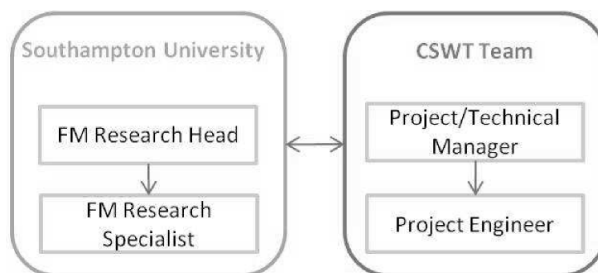 Southampton University
FM Research Head
FM Research
Specialist
CSWT Team
Project/Technical
Manager
Project Engineer